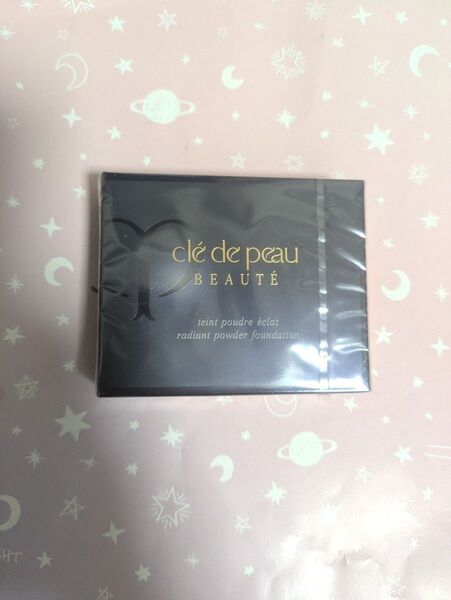 clé de peau
BEAUTÉ
teint poudre éclat
radiant powder foundation